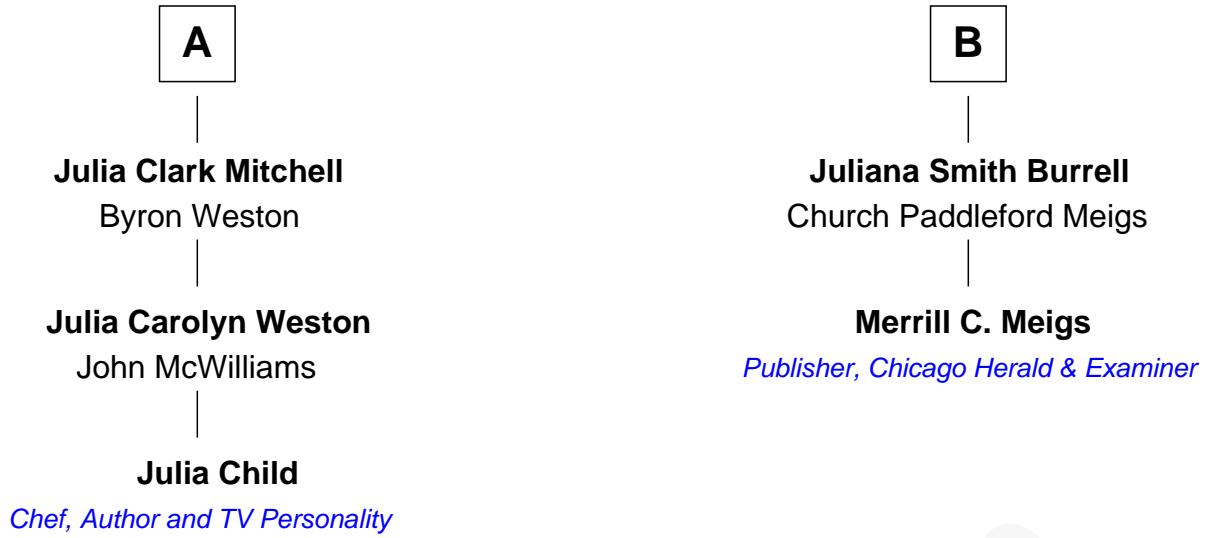 A
Julia Clark Mitchell
Byron Weston
Julia Carolyn Weston
John McWilliams
Julia Child
Chef, Author and TV Personality
B
Juliana Smith Burrell
Church Paddleford Meigs
Merrill C. Meigs
Publisher, Chicago Herald & Examiner